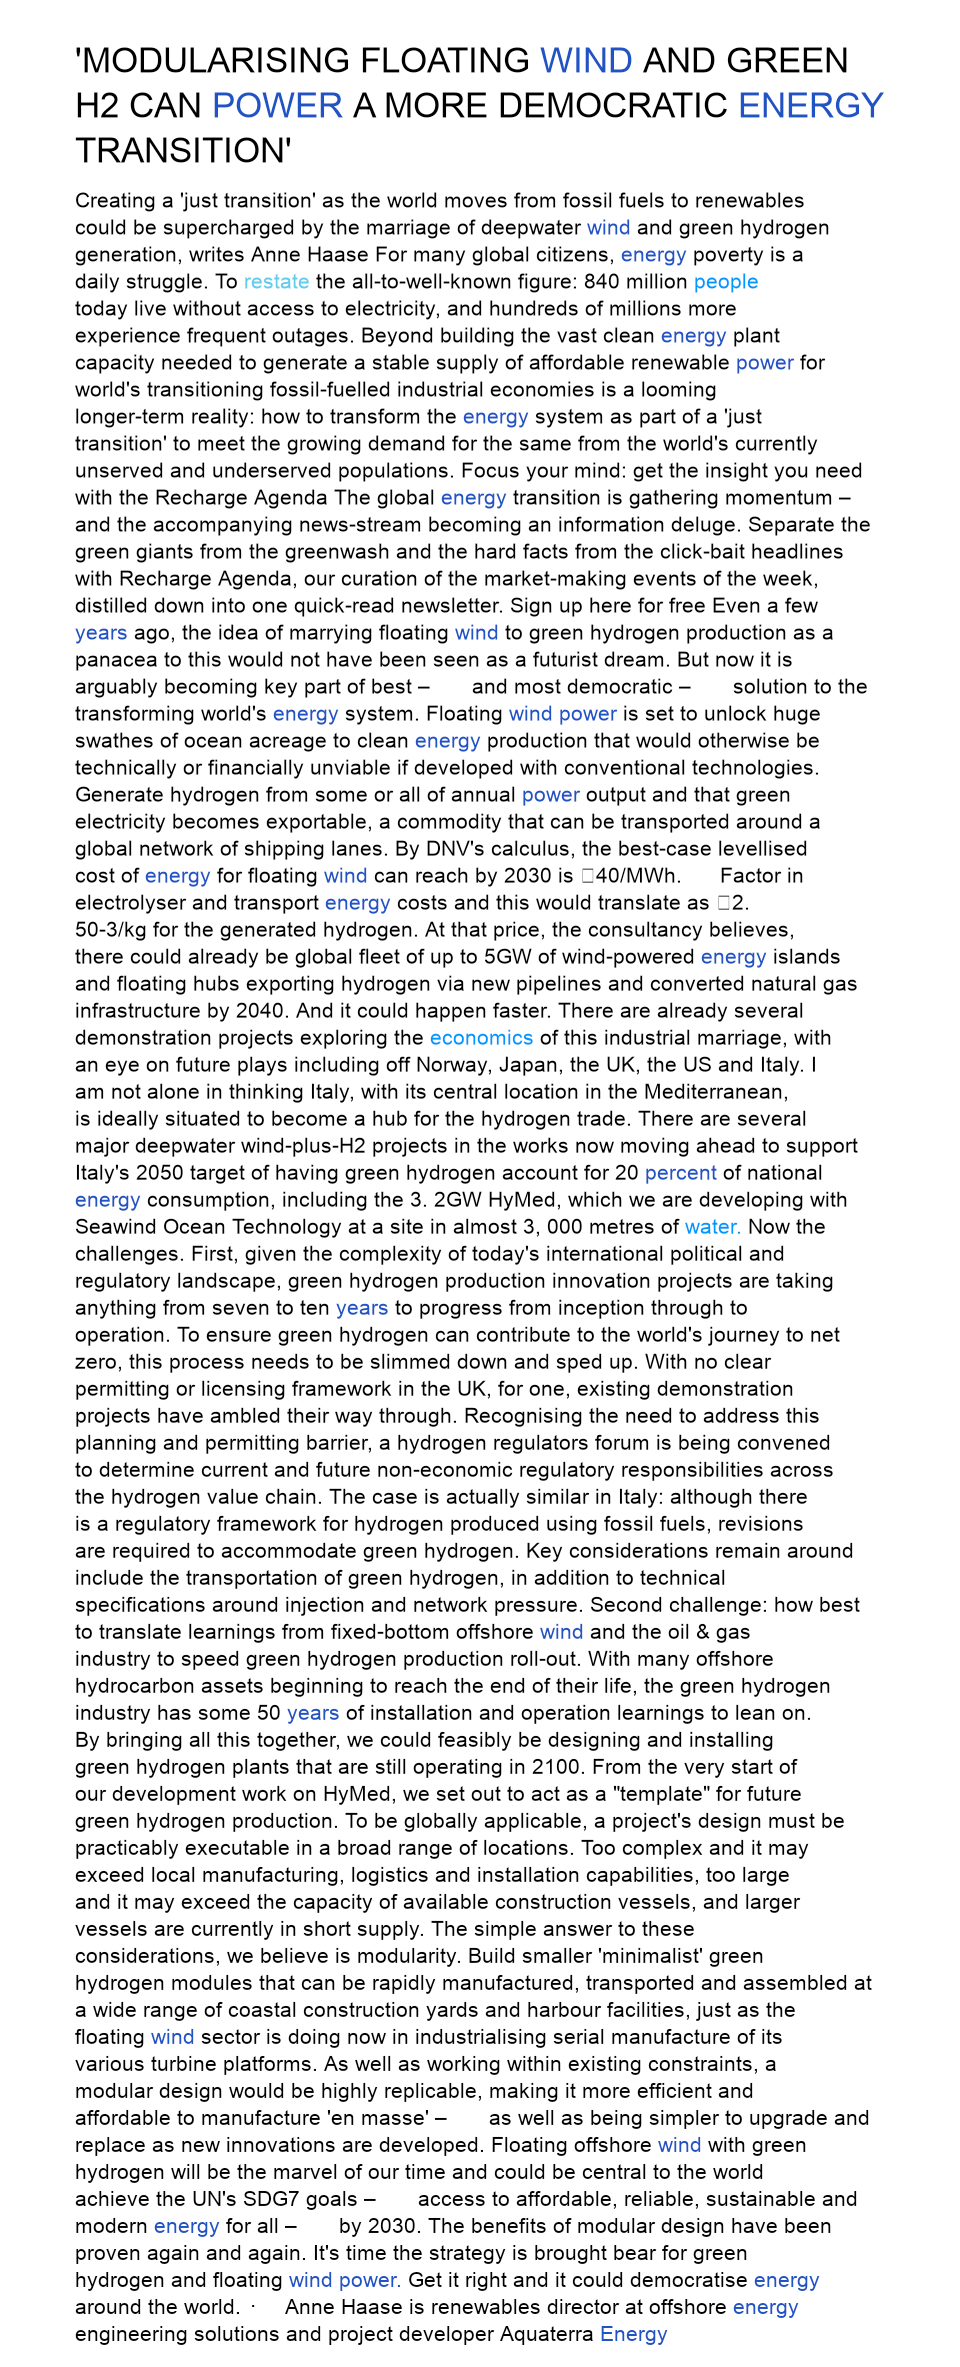 'MODULARISING FLOATING WIND AND GREEN
H2 CAN POWER A MORE DEMOCRATIC ENERGY
TRANSITION'
Creating a 'just transition' as the world moves from fossil fuels to renewables
could be supercharged by the marriage of deepwater wind and green hydrogen
generation, writes Anne Haase For many global citizens, energy poverty is a
daily struggle. To restate the all-to-well-known figure: 840 million people
today live without access to electricity, and hundreds of millions more
experience frequent outages. Beyond building the vast clean energy plant
capacity needed to generate a stable supply of affordable renewable power for
world's transitioning fossil-fuelled industrial economies is a looming
longer-term reality: how to transform the energy system as part of a 'just
transition' to meet the growing demand for the same from the world's currently
unserved and underserved populations. Focus your mind: get the insight you need
with the Recharge Agenda The global energy transition is gathering momentum –
and the accompanying news-stream becoming an information deluge. Separate the
green giants from the greenwash and the hard facts from the click-bait headlines
with Recharge Agenda, our curation of the market-making events of the week,
distilled down into one quick-read newsletter. Sign up here for free Even a few
years ago, the idea of marrying floating wind to green hydrogen production as a
panacea to this would not have been seen as a futurist dream. But now it is
arguably becoming key part of best – and most democratic – solution to the
transforming world's energy system. Floating wind power is set to unlock huge
swathes of ocean acreage to clean energy production that would otherwise be
technically or financially unviable if developed with conventional technologies.
Generate hydrogen from some or all of annual power output and that green
electricity becomes exportable, a commodity that can be transported around a
global network of shipping lanes. By DNV's calculus, the best-case levellised
cost of energy for floating wind can reach by 2030 is 40/MWh. Factor in
electrolyser and transport energy costs and this would translate as 2.
50-3/kg for the generated hydrogen. At that price, the consultancy believes,
there could already be global fleet of up to 5GW of wind-powered energy islands
and floating hubs exporting hydrogen via new pipelines and converted natural gas
infrastructure by 2040. And it could happen faster. There are already several
demonstration projects exploring the economics of this industrial marriage, with
an eye on future plays including off Norway, Japan, the UK, the US and Italy. I
am not alone in thinking Italy, with its central location in the Mediterranean,
is ideally situated to become a hub for the hydrogen trade. There are several
major deepwater wind-plus-H2 projects in the works now moving ahead to support
Italy's 2050 target of having green hydrogen account for 20 percent of national
energy consumption, including the 3. 2GW HyMed, which we are developing with
Seawind Ocean Technology at a site in almost 3, 000 metres of water. Now the
challenges. First, given the complexity of today's international political and
regulatory landscape, green hydrogen production innovation projects are taking
anything from seven to ten years to progress from inception through to
operation. To ensure green hydrogen can contribute to the world's journey to net
zero, this process needs to be slimmed down and sped up. With no clear
permitting or licensing framework in the UK, for one, existing demonstration
projects have ambled their way through. Recognising the need to address this
planning and permitting barrier, a hydrogen regulators forum is being convened
to determine current and future non-economic regulatory responsibilities across
the hydrogen value chain. The case is actually similar in Italy: although there
is a regulatory framework for hydrogen produced using fossil fuels, revisions
are required to accommodate green hydrogen. Key considerations remain around
include the transportation of green hydrogen, in addition to technical
specifications around injection and network pressure. Second challenge: how best
to translate learnings from fixed-bottom offshore wind and the oil & gas
industry to speed green hydrogen production roll-out. With many offshore
hydrocarbon assets beginning to reach the end of their life, the green hydrogen
industry has some 50 years of installation and operation learnings to lean on.
By bringing all this together, we could feasibly be designing and installing
green hydrogen plants that are still operating in 2100. From the very start of
our development work on HyMed, we set out to act as a "template" for future
green hydrogen production. To be globally applicable, a project's design must be
practicably executable in a broad range of locations. Too complex and it may
exceed local manufacturing, logistics and installation capabilities, too large
and it may exceed the capacity of available construction vessels, and larger
vessels are currently in short supply. The simple answer to these
considerations, we believe is modularity. Build smaller 'minimalist' green
hydrogen modules that can be rapidly manufactured, transported and assembled at
a wide range of coastal construction yards and harbour facilities, just as the
floating wind sector is doing now in industrialising serial manufacture of its
various turbine platforms. As well as working within existing constraints, a
modular design would be highly replicable, making it more efficient and
affordable to manufacture 'en masse' – as well as being simpler to upgrade and
replace as new innovations are developed. Floating offshore wind with green
hydrogen will be the marvel of our time and could be central to the world
achieve the UN's SDG7 goals – access to affordable, reliable, sustainable and
modern energy for all – by 2030. The benefits of modular design have been
proven again and again. It's time the strategy is brought bear for green
hydrogen and floating wind power. Get it right and it could democratise energy
around the world. · Anne Haase is renewables director at offshore energy
engineering solutions and project developer Aquaterra Energy